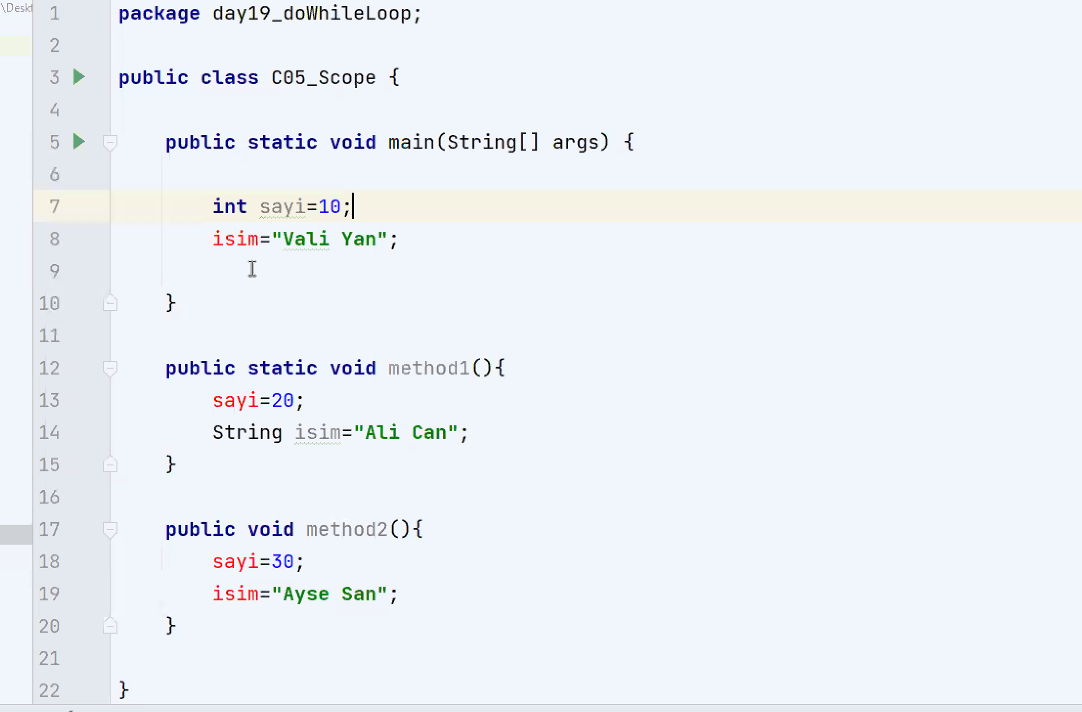 \Deskt
1 package day19_doWhileLoop;
2
3 public class C05_Scope {
4
5 public static void main(String[] args) {
6
7 int sayi=10;
8 isim="Vali Yan";
9
10 }
11
12 public static void method1(){
13 sayi=20;
14 String isim="Ali Can";
15 }
16
17 public void method2(){
18 sayi=30;
19 isim="Ayse San";
20 }
21
22 }